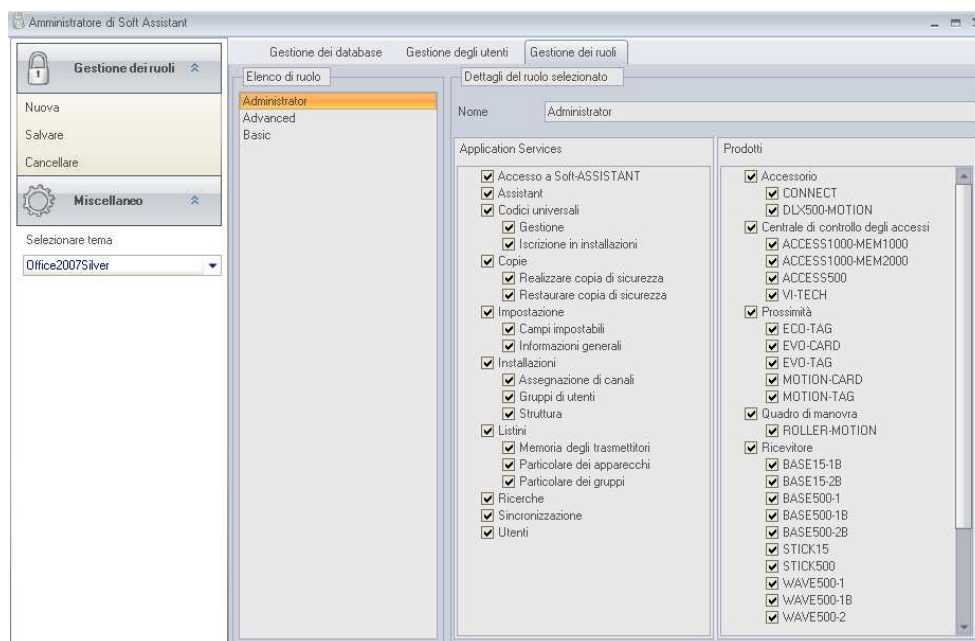 Amministratore di Soft Assistant
Gestione dei ruoli
Nuova
Salvare
Cancellare
Miscellaneo
Selezionare tema
Office2007Silver
Gestione dei database
Gestione degli utenti
Gestione dei ruoli
Elenco di ruolo
Administrator
Advanced
Basic
Dettagli del ruolo selezionato
Nome
Administrator
Application Services
Accesso a Soft-ASSISTANT
Assistant
Codici universali
Gestione
Iscrizione in installazioni
Copie
Realizzare copia di sicurezza
Restaurare copia di sicurezza
Impostazione
Campi impostabili
Informazioni generali
Installazioni
Assegnazione di canali
Gruppi di utenti
Struttura
Listini
Memoria degli trasmettitori
Particolare dei apparecchi
Particolare dei gruppi
Ricerche
Sincronizzazione
Utenti
Prodotti
Accessorio
CONNECT
DLX500-MOTION
Centrale di controllo degli accessi
ACCESS1000-MEM1000
ACCESS1000-MEM2000
ACCESS500
VI-TECH
Prossimità
ECO-TAG
EVO-CARD
EVO-TAG
MOTION-CARD
MOTION-TAG
Quadro di manovra
ROLLER-MOTION
Ricevitore
BASE15-1B
BASE15-2B
BASE500-1
BASE500-1B
BASE500-2B
STICK15
STICK500
WAVE500-1
WAVE500-1B
WAVE500-2